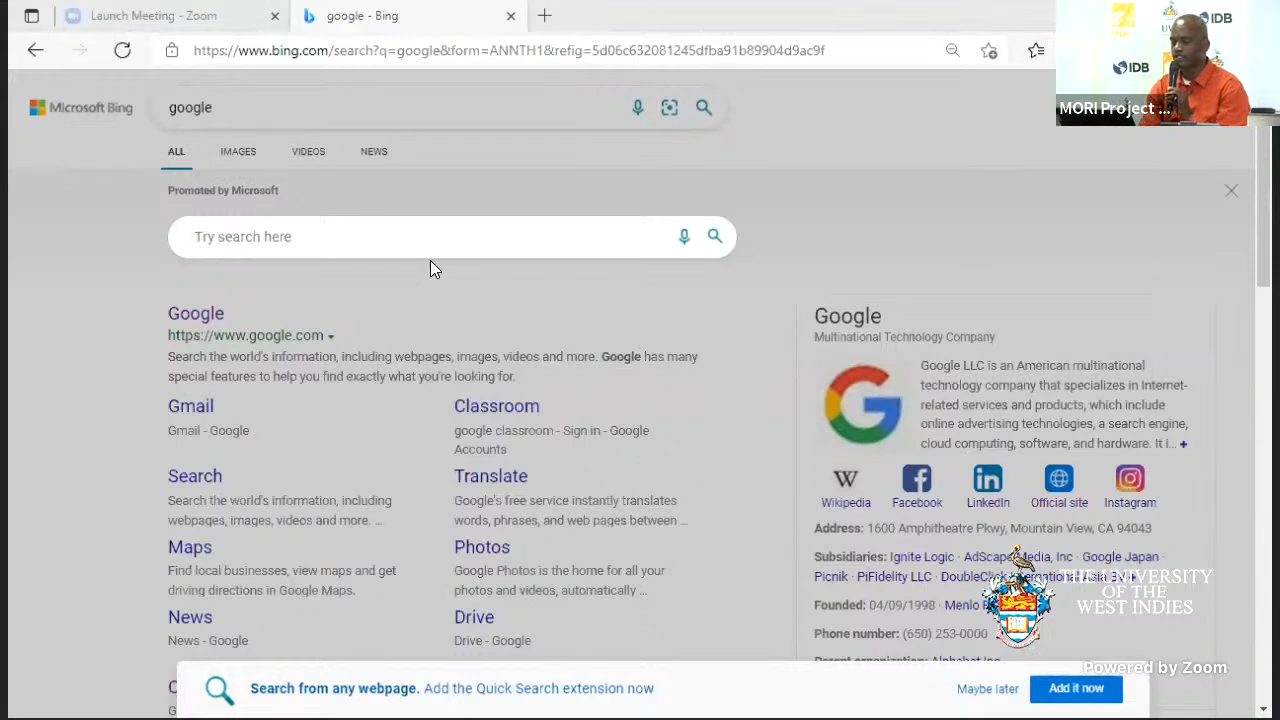 Launch Meeting - Zoom
google - Bing
https://www.bing.com/search?q=google&form=ANNTH1&refig=5d06c632081245dfba91b89904d9ac9f
IDB
IDB
MORI Project ...
Microsoft Bing
google
ALL
IMAGES
VIDEOS
NEWS
Promoted by Microsoft
Try search here
Google
https://www.google.com
Search the world's information, including webpages, images, videos and more. Google has many
special features to help you find exactly what you're looking for.
Gmail
Gmail - Google
Classroom
google classroom - Sign in - Google
Accounts
Search
Search the world's information, including
webpages, images, videos and more. ...
Translate
Google's free service instantly translates
words, phrases, and web pages between ...
Maps
Find local businesses, view maps and get
driving directions in Google Maps.
Photos
Google Photos is the home for all your
photos and videos, automatically ...
News
News - Google
Drive
Drive - Google
Google
Multinational Technology Company
Google LLC is an American multinational
technology company that specializes in Internet-
related services and products, which include
online advertising technologies, a search engine,
cloud computing, software, and hardware. It i... +
Wikipedia
Facebook
LinkedIn
Official site
Instagram
Address: 1600 Amphitheatre Pkwy, Mountain View, CA 94043
Subsidiaries: Ignite Logic · AdScape Media, Inc · Google Japan ·
Picnik · PiFidelity LLC · DoubleClick International Asia BV
Founded: 04/09/1998 · Menlo
Phone number: (650) 253-0000
Parent organization: Alphabet Inc
THE UNIVERSITY
OF THE
WEST INDIES
Powered by Zoom
Search from any webpage. Add the Quick Search extension now
Maybe later
Add it now